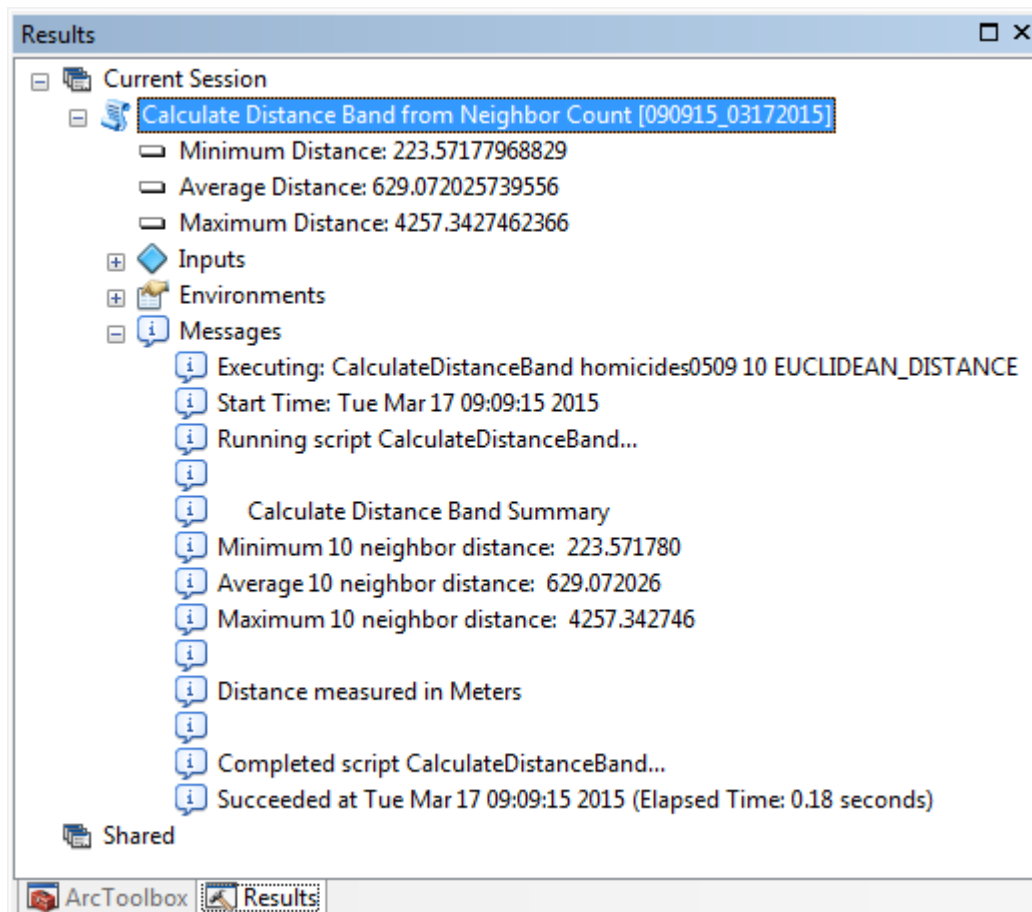 Results
Current Session
Calculate Distance Band from Neighbor Count [090915_03172015]
Minimum Distance: 223.57177968829
Average Distance: 629.072025739556
Maximum Distance: 4257.3427462366
Inputs
Environments
Messages
Executing: CalculateDistanceBand homicides0509 10 EUCLIDEAN_DISTANCE
Start Time: Tue Mar 17 09:09:15 2015
Running script CalculateDistanceBand...
Calculate Distance Band Summary
Minimum 10 neighbor distance: 223.571780
Average 10 neighbor distance: 629.072026
Maximum 10 neighbor distance: 4257.342746
Distance measured in Meters
Completed script CalculateDistanceBand...
Succeeded at Tue Mar 17 09:09:15 2015 (Elapsed Time: 0.18 seconds)
Shared
ArcToolbox Results